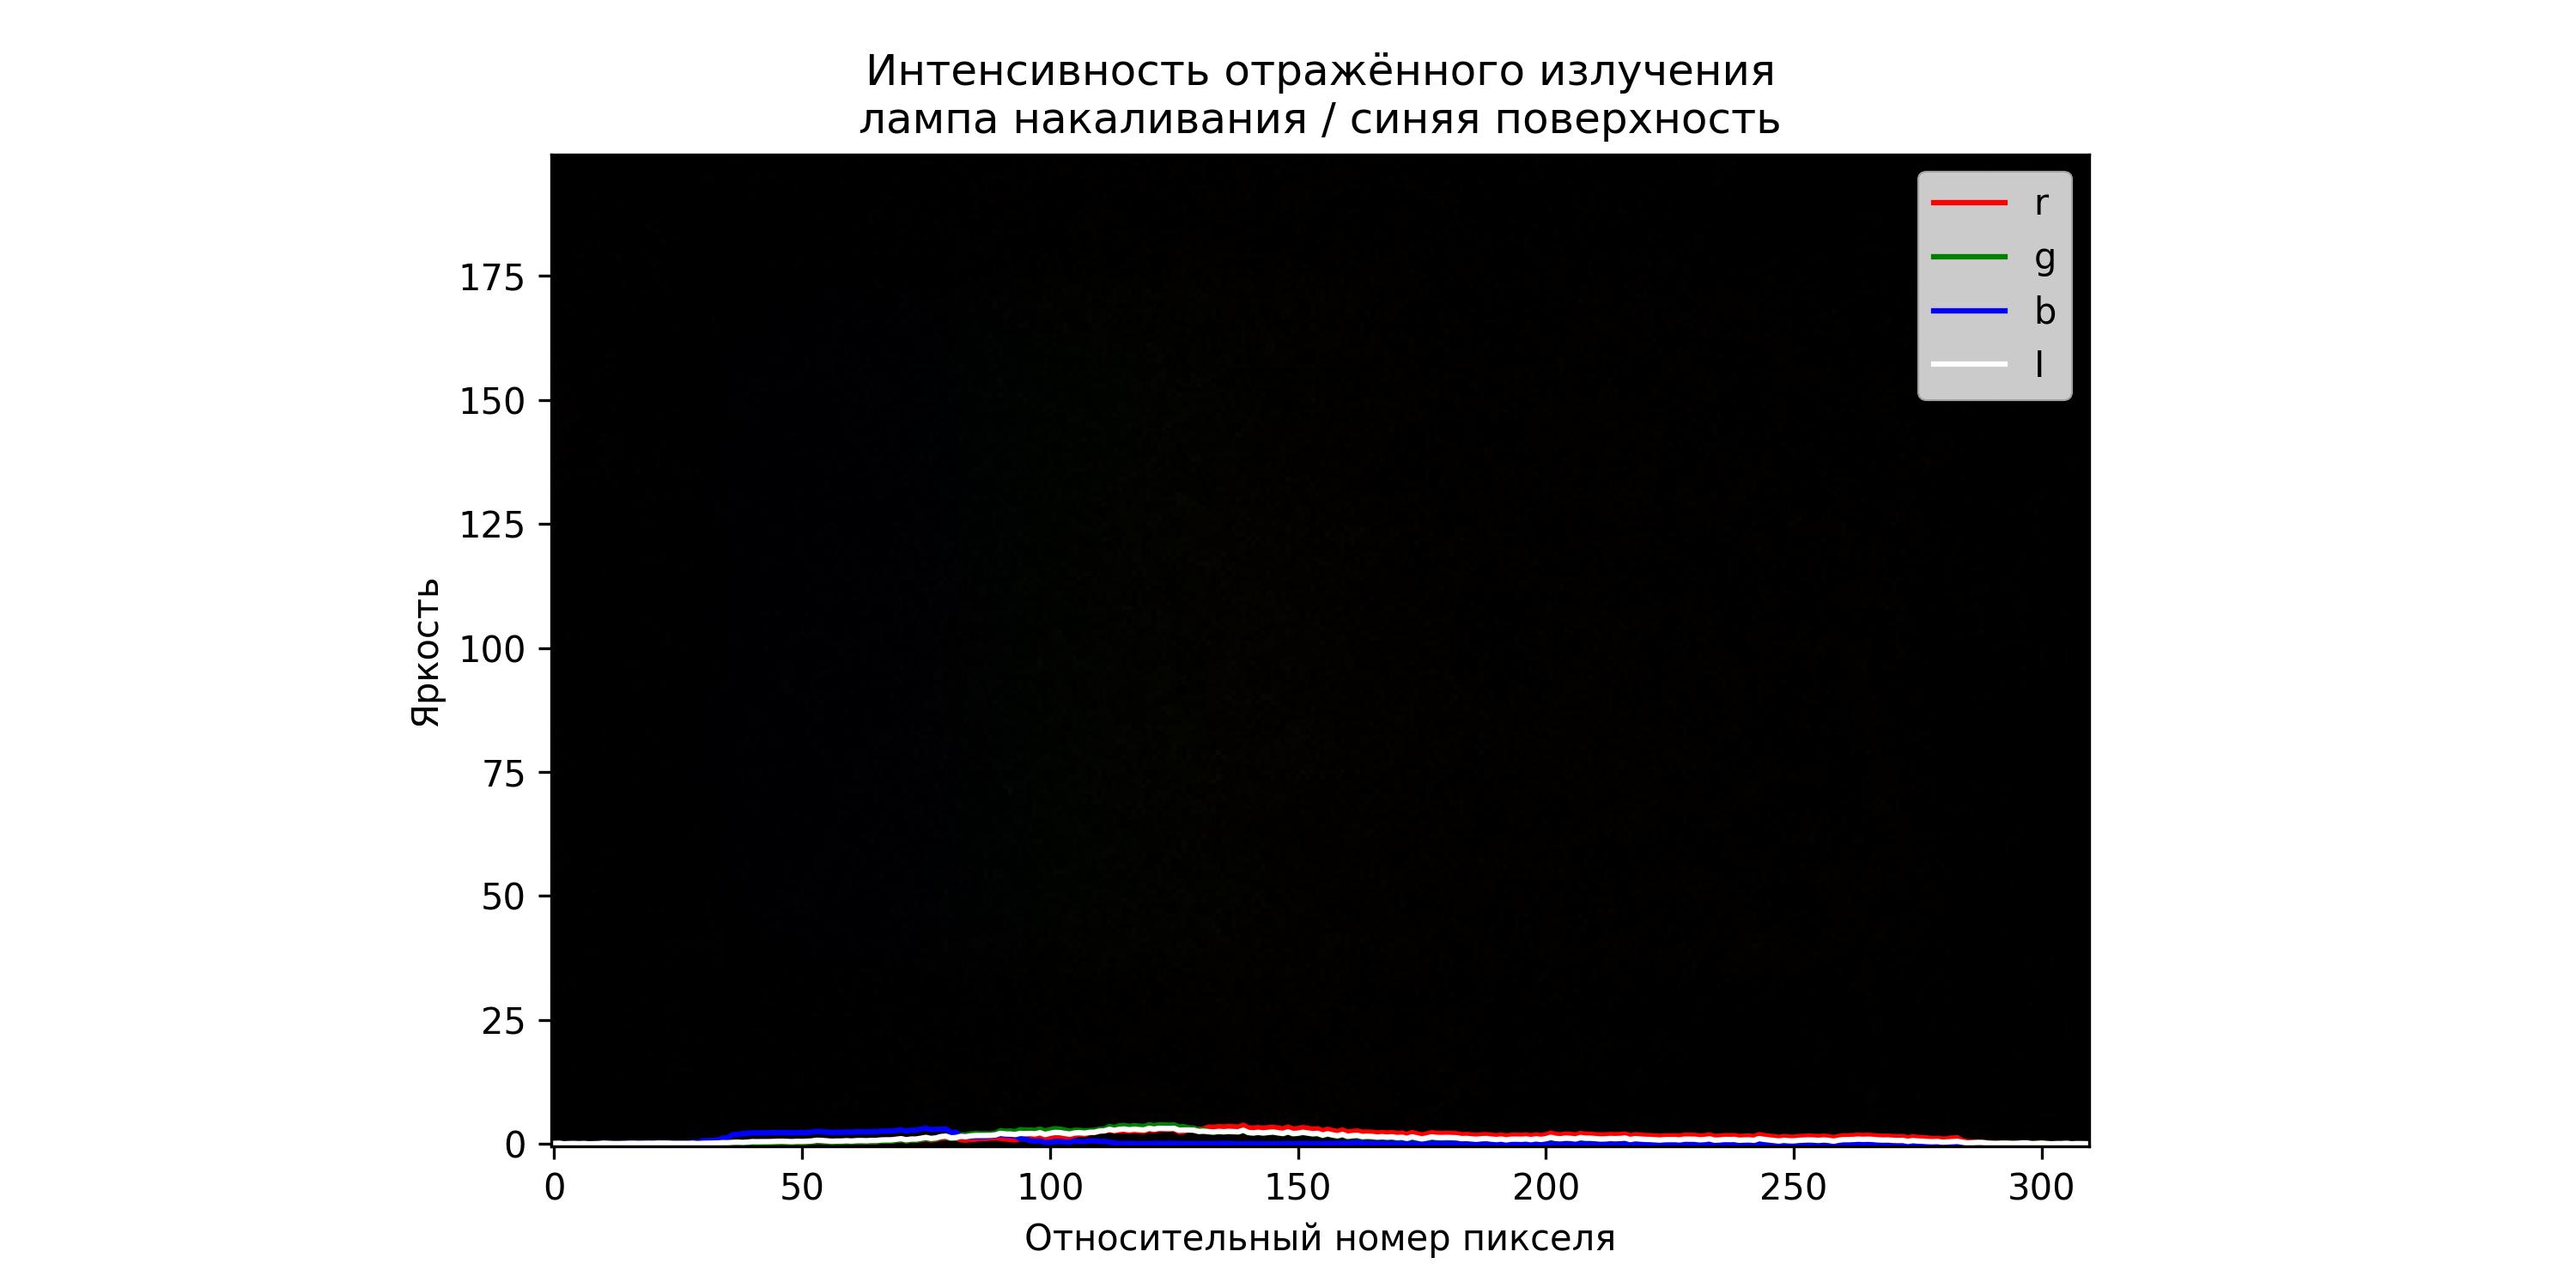 Интенсивность отражённого излучения
лампа накаливания / синяя поверхность
r
g
b
l
175
150
125
100
75
50
25
0
Яркость
0 50 100 150 200 250 300
Относительный номер пикселя